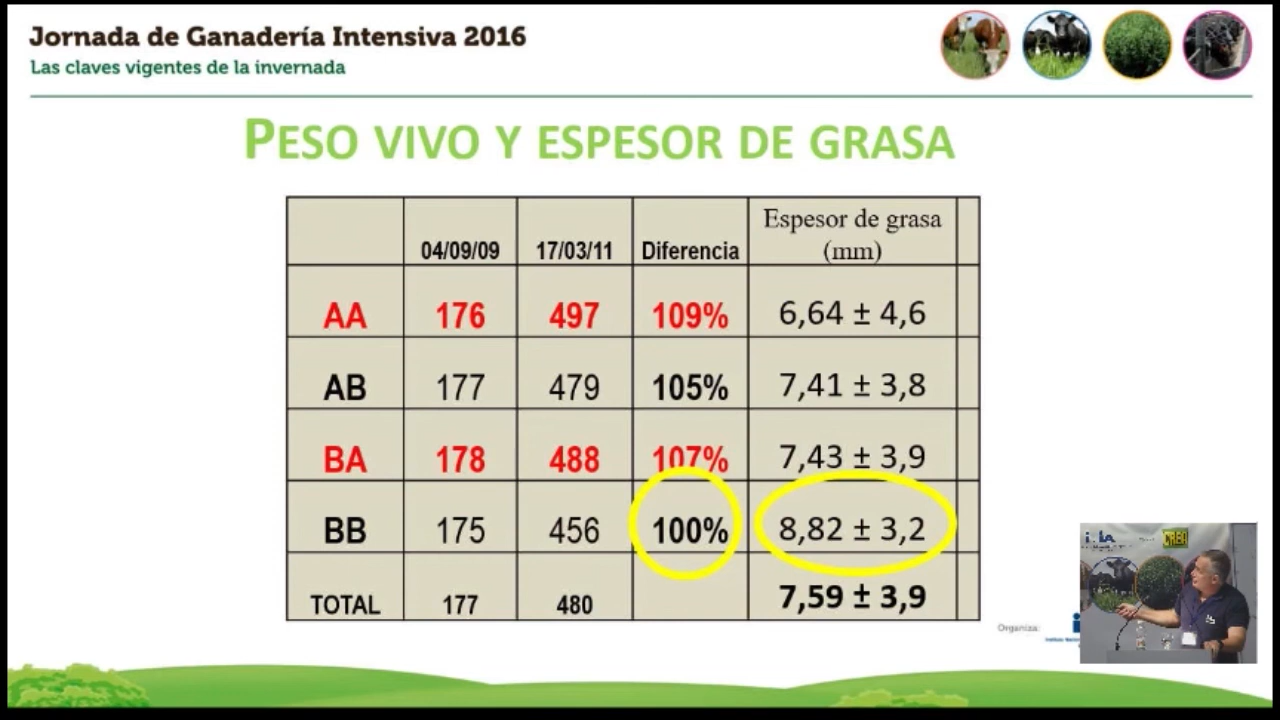 Jornada de Ganadería Intensiva 2016
Las claves vigentes de la invernada
PESO VIVO Y ESPESOR DE GRASA
04/09/09 17/03/11 Diferencia Espesor de grasa (mm)
AA 176 497 109% 6,64 ± 4,6
AB 177 479 105% 7,41 ± 3,8
BA 178 488 107% 7,43 ± 3,9
BB 175 456 100% 8,82 ± 3,2
TOTAL 177 480 7,59 ± 3,9
Organiza:
CREA